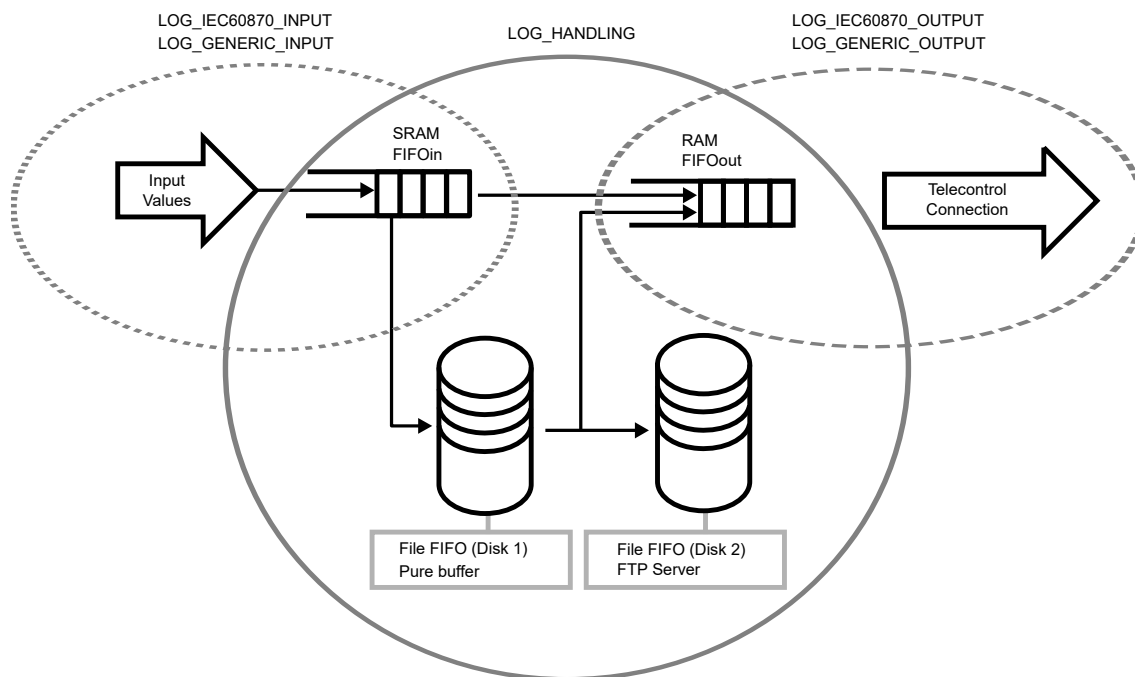 LOG_IEC60870_INPUT
LOG_GENERIC_INPUT
LOG_HANDLING
LOG_IEC60870_OUTPUT
LOG_GENERIC_OUTPUT
SRAM
FIFOin
RAM
FIFOout
Input
Values
Telecontrol
Connection
File FIFO (Disk 1)
Pure buffer
File FIFO (Disk 2)
FTP Server